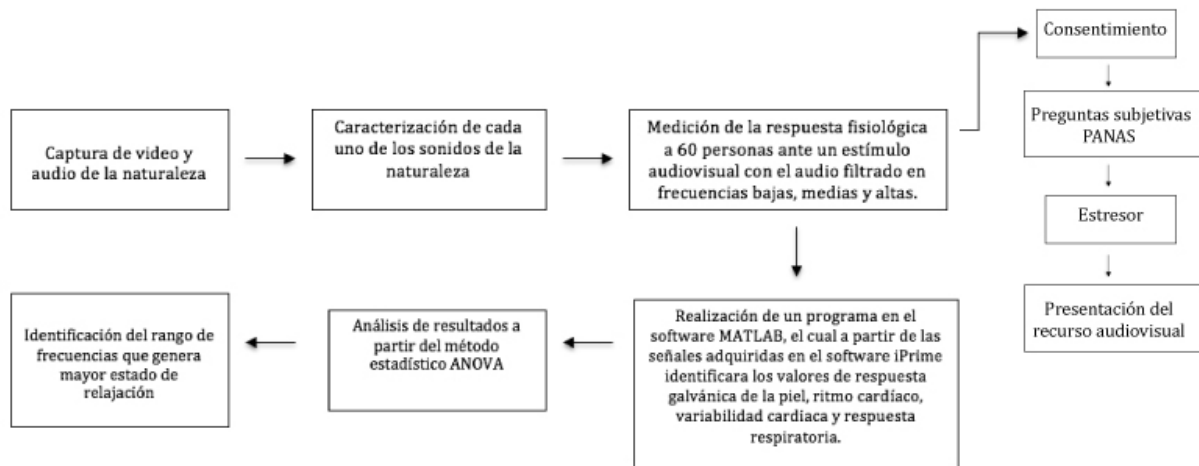 Captura de video y
audio de la naturaleza
Caracterización de cada
uno de los sonidos de la
naturaleza
Medición de la respuesta fisiológica
a 60 personas ante un estímulo
audiovisual con el audio filtrado en
frecuencias bajas, medias y altas.
Consentimiento
Preguntas subjetivas
PANAS
Estresor
Presentación del
recurso audiovisual
Realización de un programa en el
software MATLAB, el cual a partir de las
señales adquiridas en el software iPrime
identificara los valores de respuesta
galvánica de la piel, ritmo cardíaco,
variabilidad cardiaca y respuesta
respiratoria.
Análisis de resultados a
partir del método
estadístico ANOVA
Identificación del rango de
frecuencias que genera
mayor estado de
relajación